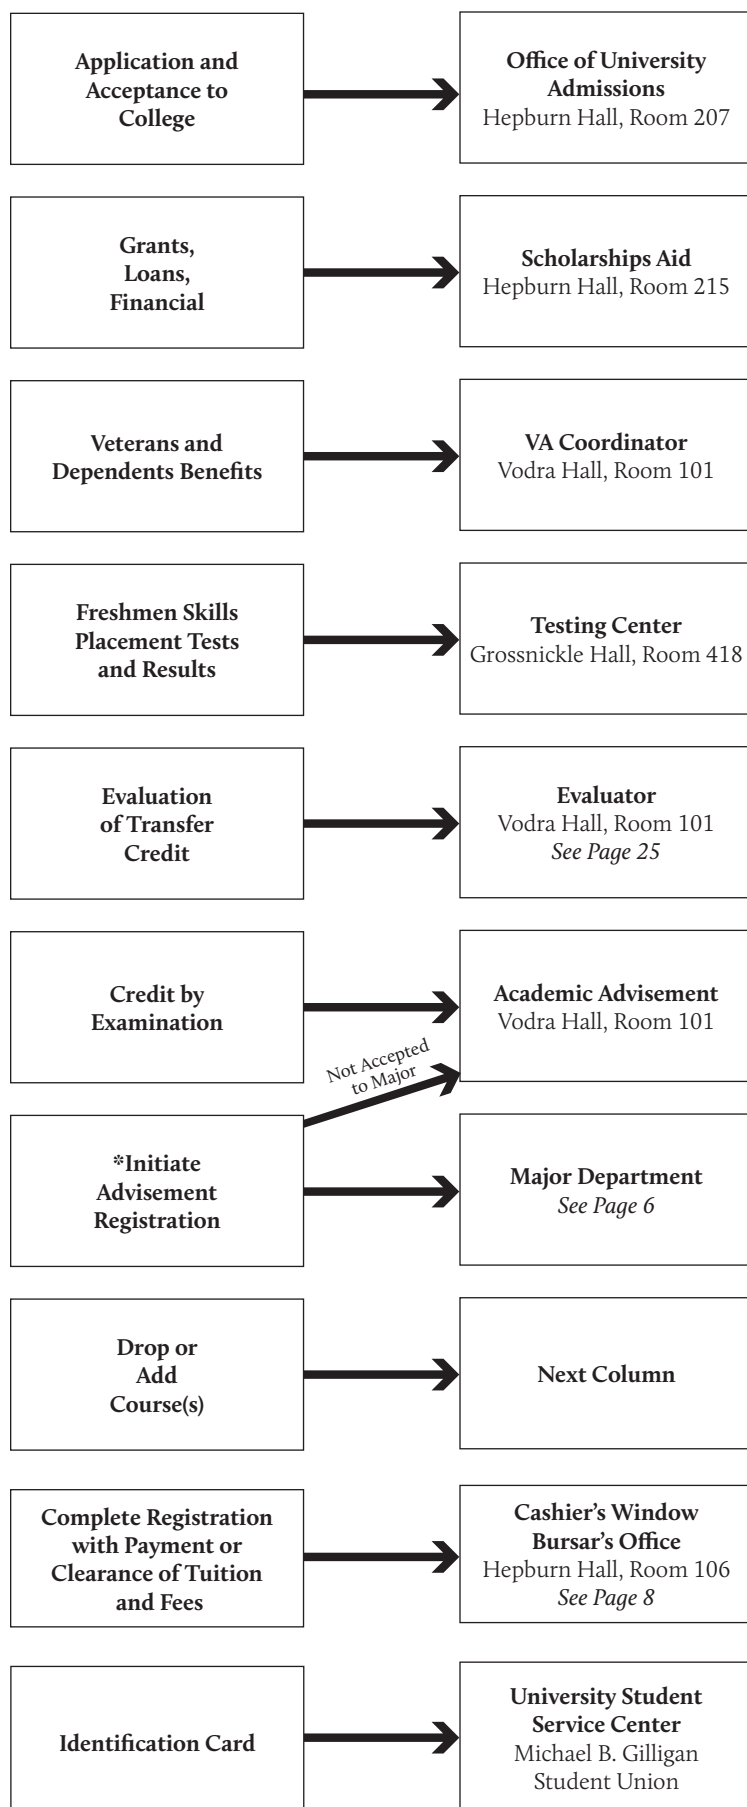 Application and
Acceptance to
College
Office of University
Admissions
Hepburn Hall, Room 207
Grants,
Loans,
Financial
Scholarships Aid
Hepburn Hall, Room 215
Veterans and
Dependents Benefits
VA Coordinator
Vodra Hall, Room 101
Freshmen Skills
Placement Tests
and Results
Testing Center
Grossnickle Hall, Room 418
Evaluation
of Transfer
Credit
Evaluator
Vodra Hall, Room 101
See Page 25
Credit by
Examination
Academic Advisement
Vodra Hall, Room 101
Not Accepted
to Major
*Initiate
Advisement
Registration
Major Department
See Page 6
Drop or
Add
Course(s)
Next Column
Complete Registration
with Payment or
Clearance of Tuition
and Fees
Cashier’s Window
Bursar’s Office
Hepburn Hall, Room 106
See Page 8
Identification Card
University Student
Service Center
Michael B. Gilligan
Student Union